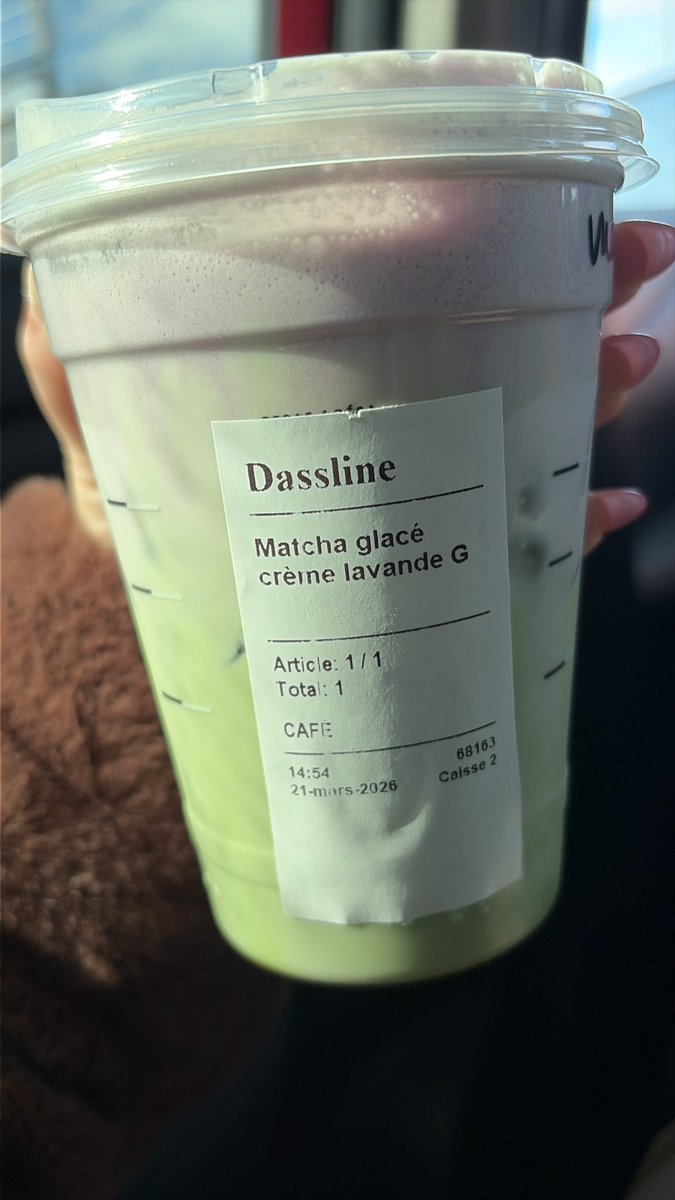 Dassline
Matcha glacé
crème lavande G
Article: 1 / 1
Total: 1
CAFE
68163
14:54
Caisse 2
21-mars-2026